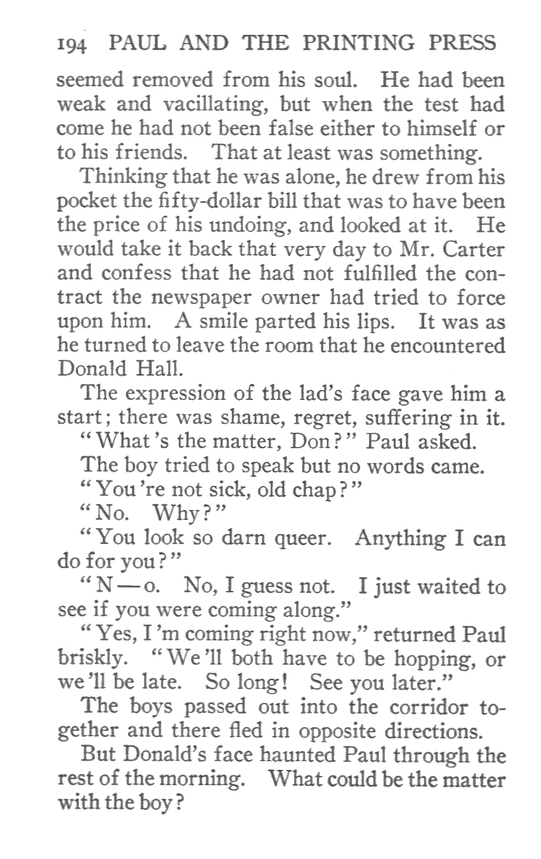 194 PAUL AND THE PRINTING PRESS
seemed removed from his soul. He had been
weak and vacillating, but when the test had
come he had not been false either to himself or
to his friends. That at least was something.
Thinking that he was alone, he drew from his
pocket the fifty-dollar bill that was to have been
the price of his undoing, and looked at it. He
would take it back that very day to Mr. Carter
and confess that he had not fulfilled the con-
tract the newspaper owner had tried to force
upon him. A smile parted his lips. It was as
he turned to leave the room that he encountered
Donald Hall.
The expression of the lad's face gave him a
start; there was shame, regret, suffering in it.
"What 's the matter, Don?" Paul asked.
The boy tried to speak but no words came.
"You 're not sick, old chap?"
"No. Why?"
"You look so darn queer. Anything I can
do for you?"
"N—o. No, I guess not. I just waited to
see if you were coming along."
"Yes, I 'm coming right now," returned Paul
briskly. "We 'll both have to be hopping, or
we 'll be late. So long! See you later."
The boys passed out into the corridor to-
gether and there fled in opposite directions.
But Donald's face haunted Paul through the
rest of the morning. What could be the matter
with the boy?